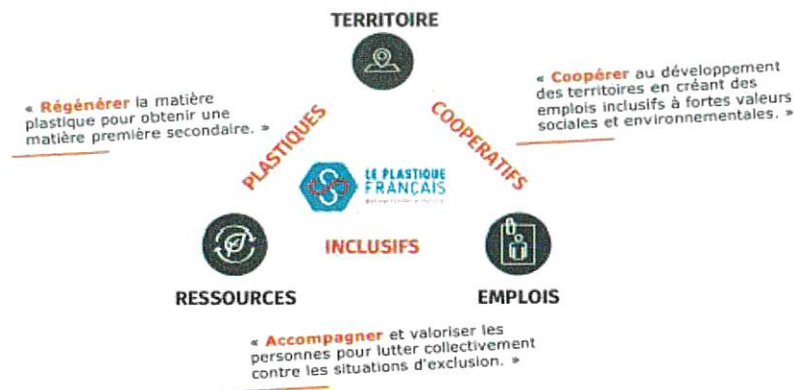 TERRITOIRE
« Régénérer la matière
plastique pour obtenir une
matière première secondaire. »
« Coopérer au développement
des territoires en créant des
emplois inclusifs à fortes valeurs
sociales et environnementales. »
PLASTIQUES
COOPERATIFS
LE PLASTIQUE
FRANÇAIS
INCLUSIFS
RESSOURCES
EMPLOIS
« Accompagner et valoriser les
personnes pour lutter collectivement
contre les situations d'exclusion. »